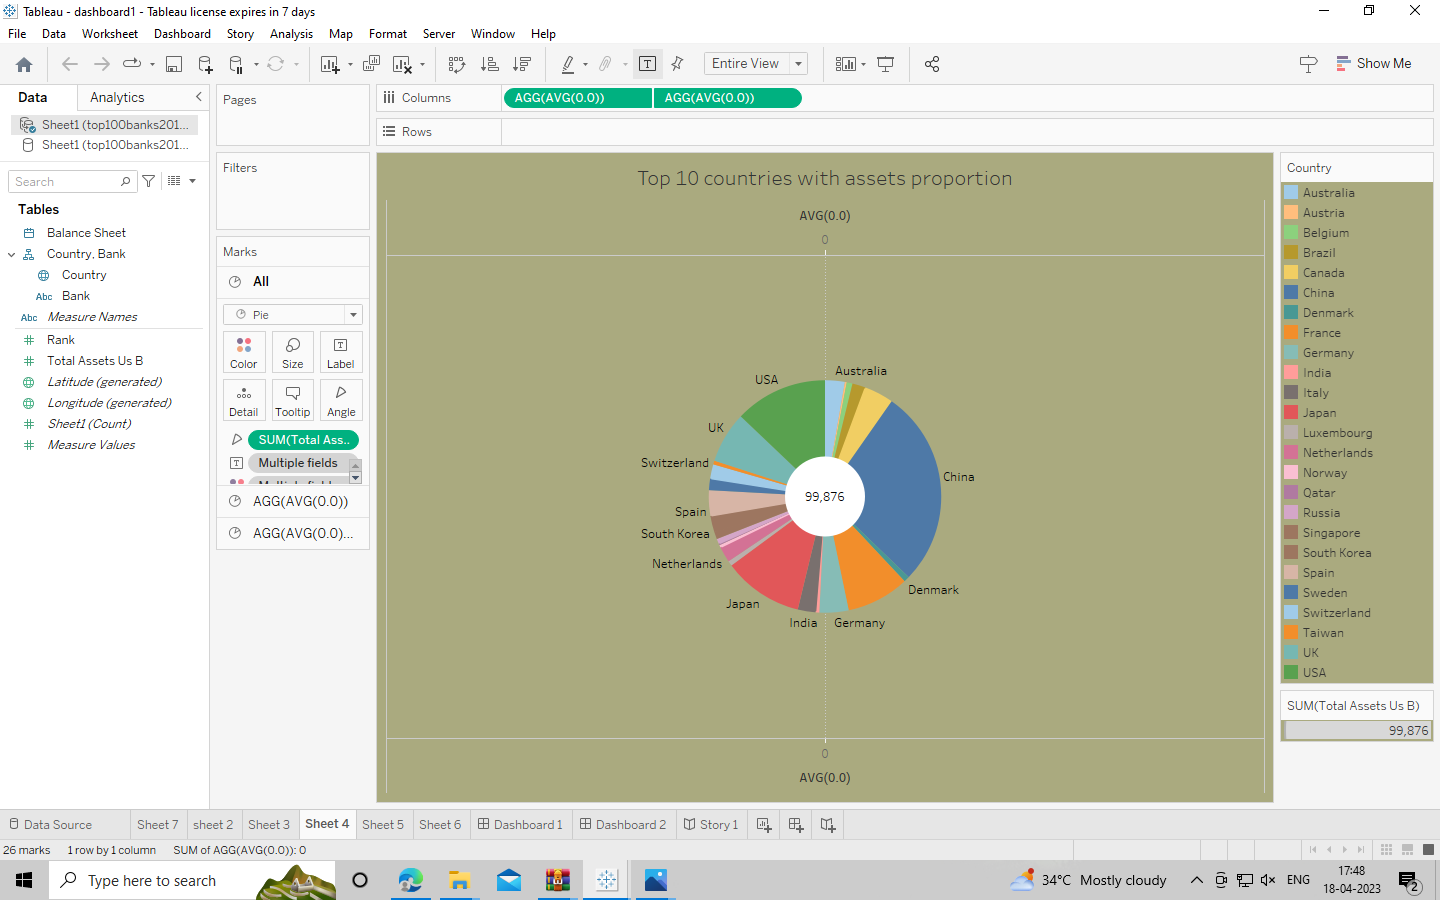 Tableau - dashboard1 - Tableau license expires in 7 days
File Data Worksheet Dashboard Story Analysis Map Format Server Window Help
Entire View
Show Me
Data Analytics
Sheet1 (top100banks201...
Sheet1 (top100banks201...
Search
Tables
Balance Sheet
Country, Bank
Country
Abc Bank
Abc Measure Names
Rank
Total Assets Us B
Latitude (generated)
Longitude (generated)
Sheet1 (Count)
Measure Values
Pages
Filters
Marks
All
Pie
Color Size Label
Detail Tooltip Angle
SUM(Total Ass..
Multiple fields
AGG(AVG(0.0))
AGG(AVG(0.0)...
Columns AGG(AVG(0.0)) AGG(AVG(0.0))
Rows
Top 10 countries with assets proportion
AVG(0.0)
0
Australia
USA
UK
Switzerland
China
99,876
Spain
South Korea
Netherlands
Denmark
Japan
India Germany
0
AVG(0.0)
Country
Australia
Austria
Belgium
Brazil
Canada
China
Denmark
France
Germany
India
Italy
Japan
Luxembourg
Netherlands
Norway
Qatar
Russia
Singapore
South Korea
Spain
Sweden
Switzerland
Taiwan
UK
USA
SUM(Total Assets Us B)
99,876
Data Source Sheet 7 sheet 2 Sheet 3 Sheet 4 Sheet 5 Sheet 6 Dashboard 1 Dashboard 2 Story 1
26 marks 1 row by 1 column SUM of AGG(AVG(0.0)): 0
Type here to search
34°C Mostly cloudy
ENG
17:48
18-04-2023
2